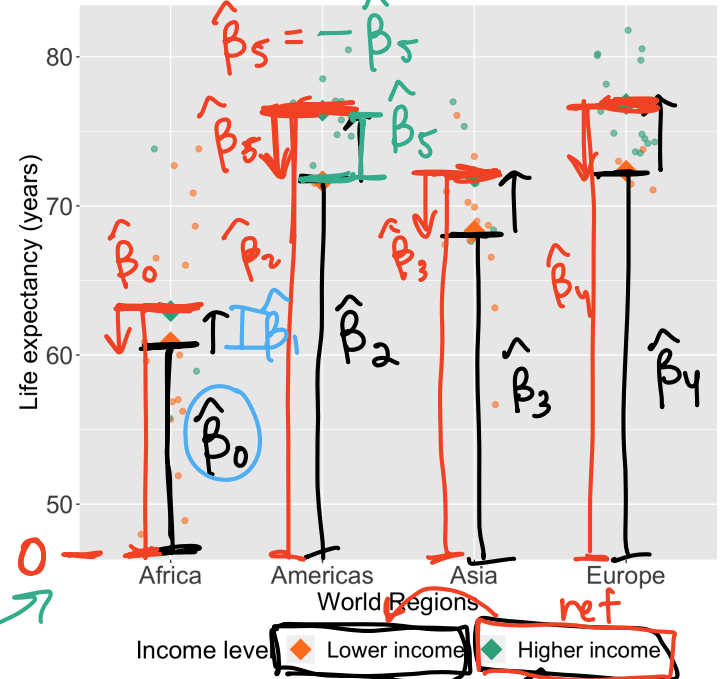 β̂₅ = − β̂₅
80
β̂₅
β̂₅
70
β̂₀
β̂₂
β̂₃
β̂₄
β̂₁
β̂₂
60
β̂₃
β̂₄
β̂₀
50
Life expectancy (years)
0
Africa
Americas
Asia
Europe
World Regions
ref
Income level
Lower income
Higher income